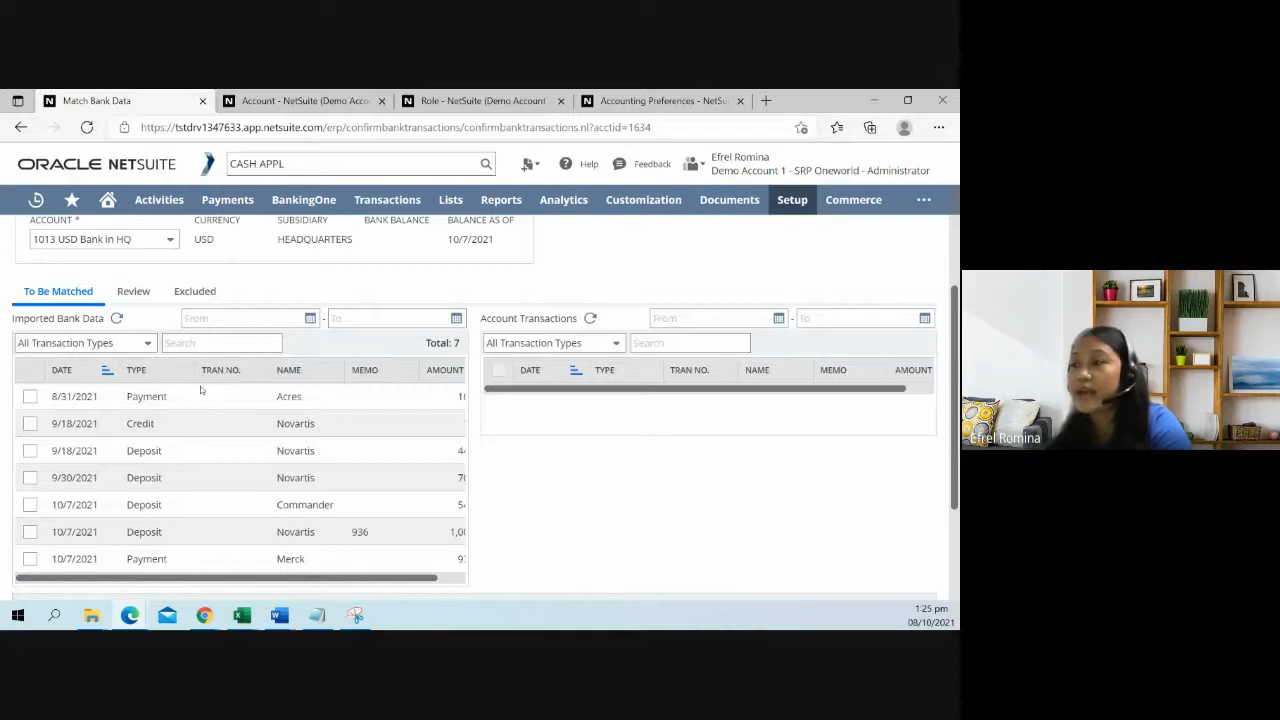 Match Bank Data
Account - NetSuite (Demo Acco
Role - NetSuite (Demo Account
Accounting Preferences - NetSui
https://tstdrv1347633.app.netsuite.com/erp/confirmbanktransactions/confirmbanktransactions.nl?acctid=1634
ORACLE NETSUITE
CASH APPL
Help
Feedback
Efrel Romina
Demo Account 1 - SRP Oneworld - Administrator
Activities Payments BankingOne Transactions Lists Reports Analytics Customization Documents Setup Commerce
ACCOUNT CURRENCY SUBSIDIARY BANK BALANCE BALANCE AS OF
1013 USD Bank in HQ USD HEADQUARTERS 10/7/2021
To Be Matched Review Excluded
Imported Bank Data From - To
Account Transactions From - To
All Transaction Types Search Total: 7
All Transaction Types Search
DATE TYPE TRAN NO. NAME MEMO AMOUNT
DATE TYPE TRAN NO. NAME MEMO AMOUNT
8/31/2021 Payment Acres 10
9/18/2021 Credit Novartis
9/18/2021 Deposit Novartis 44
9/30/2021 Deposit Novartis
10/7/2021 Deposit Commander 54
10/7/2021 Deposit Novartis 936 1,00
10/7/2021 Payment Merck
1:25 pm
08/10/2021
Efrel Romina